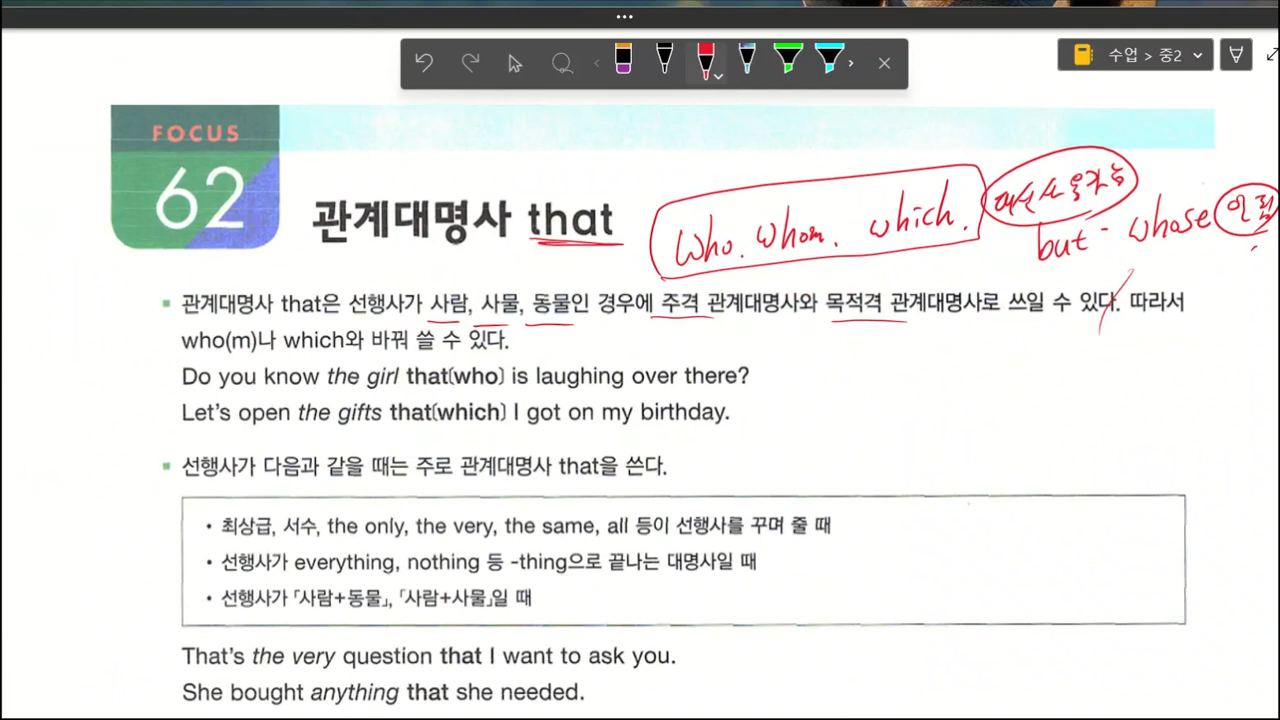 수업 > 중2
FOCUS
62
관계대명사 that
who. whom. which.
대신 사용가능
but - whose
관계대명사 that은 선행사가 사람, 사물, 동물인 경우에 주격 관계대명사와 목적격 관계대명사로 쓰일 수 있다. 따라서
who(m)나 which와 바꿔 쓸 수 있다.
Do you know the girl that(who) is laughing over there?
Let's open the gifts that(which) I got on my birthday.
선행사가 다음과 같을 때는 주로 관계대명사 that을 쓴다.
• 최상급, 서수, the only, the very, the same, all 등이 선행사를 꾸며 줄 때
• 선행사가 everything, nothing 등 -thing으로 끝나는 대명사일 때
• 선행사가 「사람+동물」, 「사람+사물」일 때
That's the very question that I want to ask you.
She bought anything that she needed.